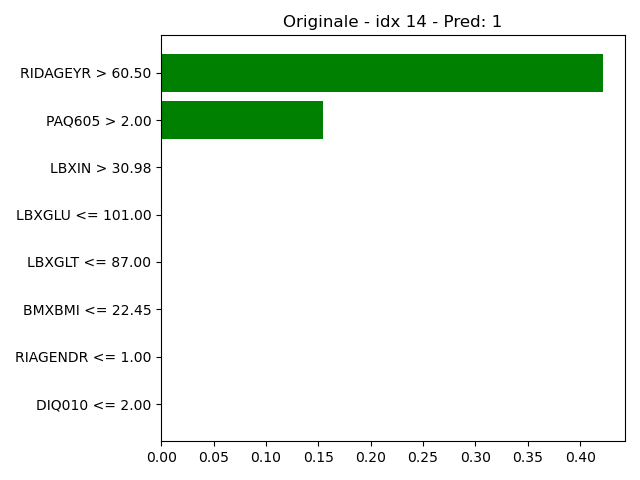 Originale - idx 14 - Pred: 1
RIDAGEYR > 60.50
PAQ605 > 2.00
LBXIN > 30.98
LBXGLU <= 101.00
LBXGLT <= 87.00
BMXBMI <= 22.45
RIAGENDR <= 1.00
DIQ010 <= 2.00
0.00 0.05 0.10 0.15 0.20 0.25 0.30 0.35 0.40